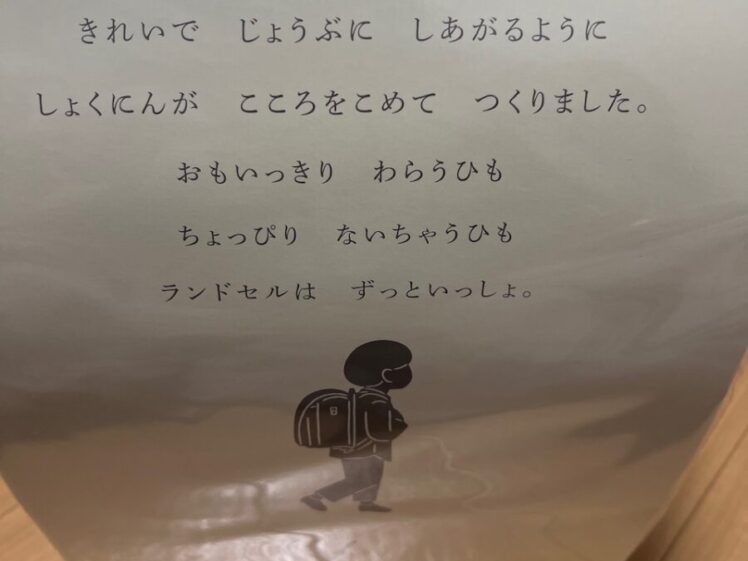 きれいで　じょうぶに　しあがるように
しょくにんが　こころをこめて　つくりました。
おもいっきり　わらうひも
ちょっぴり　ないちゃうひも
ランドセルは　ずっといっしょ。